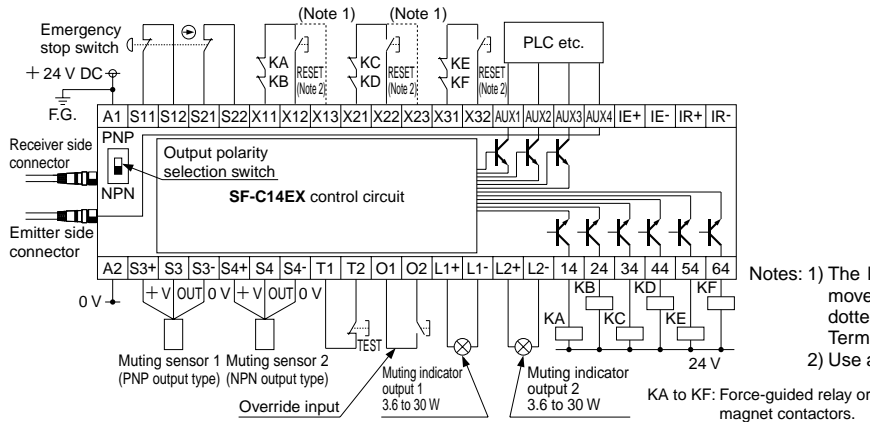 (Note 1) (Note 1)
Emergency
stop switch
PLC etc.
KA
KB
RESET
(Note 2)
KC
KD
RESET
(Note 2)
KE
KF
RESET
(Note 2)
+ 24 V DC
F.G.
A1 S11 S12 S21 S22 X11 X12 X13 X21 X22 X23 X31 X32 AUX1 AUX2 AUX3 AUX4 IE+ IE- IR+ IR-
PNP
NPN
Receiver side
connector
Output polarity
selection switch
SF-C14EX control circuit
Emitter side
connector
A2 S3+ S3 S3- S4+ S4 S4- T1 T2 O1 O2 L1+ L1- L2+ L2- 14 24 34 44 54 64
0 V
+ V OUT 0 V
+ V OUT 0 V
TEST
KB KD KF
KA KC KE
24 V
Muting sensor 1
(PNP output type)
Muting sensor 2
(NPN output type)
Override input
Muting indicator
output 1
3.6 to 30 W
Muting indicator
output 2
3.6 to 30 W
Notes: 1) The
move
dotte
Term
2) Use a
KA to KF: Force-guided relay or
magnet contactors.